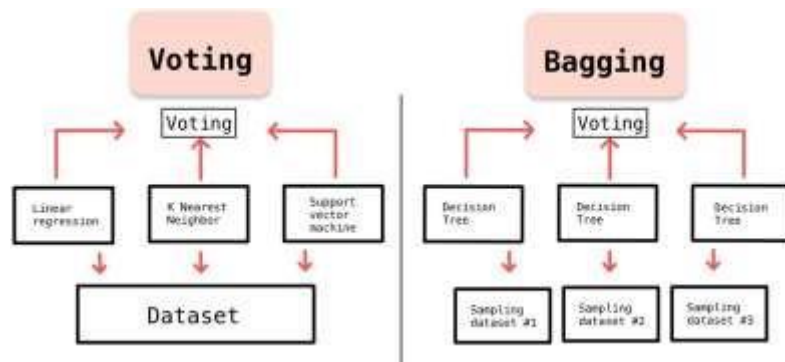 Voting
Voting
Linear
regression
K Nearest
Neighbor
Support
vector
machine
Dataset
Bagging
Voting
Decision
Tree
Decision
Tree
Decision
Tree
Sampling
dataset #1
Sampling
dataset #2
Sampling
dataset #3